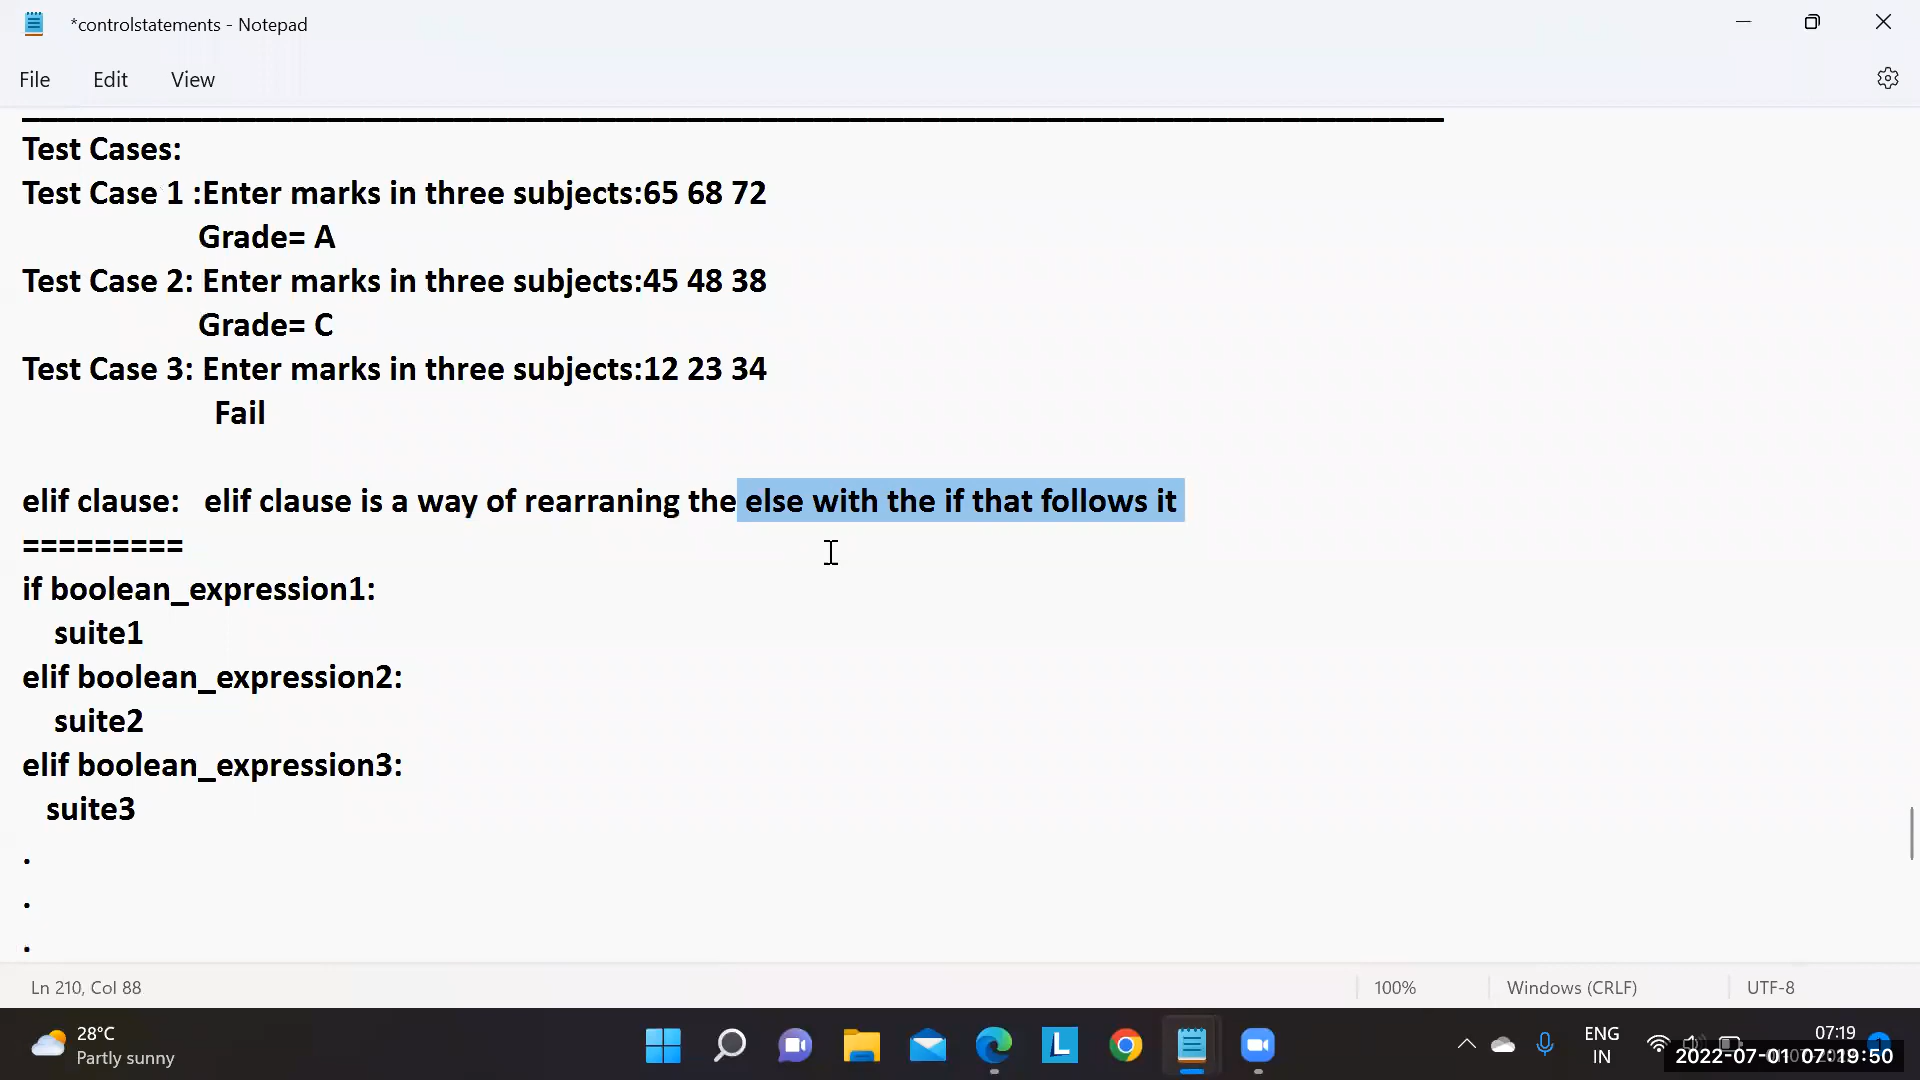 *controlstatements - Notepad
File Edit View
Test Cases:
Test Case 1 :Enter marks in three subjects:65 68 72
Grade= A
Test Case 2: Enter marks in three subjects:45 48 38
Grade= C
Test Case 3: Enter marks in three subjects:12 23 34
Fail
elif clause: elif clause is a way of rearraning the else with the if that follows it
=========
if boolean_expression1:
suite1
elif boolean_expression2:
suite2
elif boolean_expression3:
suite3
.
.
.
Ln 210, Col 88 100% Windows (CRLF) UTF-8
28°C
Partly sunny
ENG
IN
07:19
2022-07-01 07:19:50